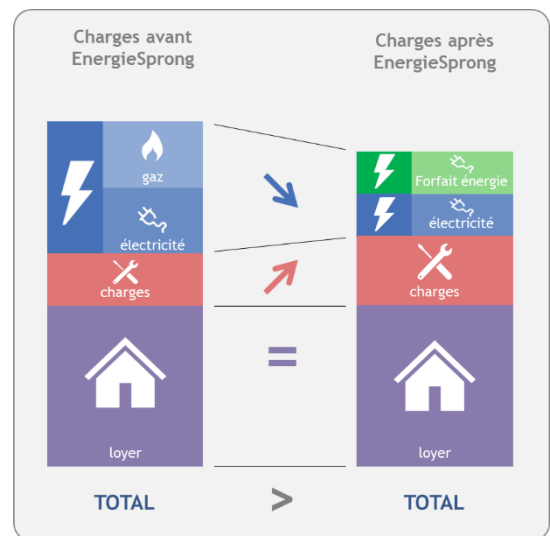 Charges avant
EnergieSprong
Charges après
EnergieSprong
gaz
électricité
charges
loyer
TOTAL
=
>
Forfait énergie
électricité
charges
loyer
TOTAL